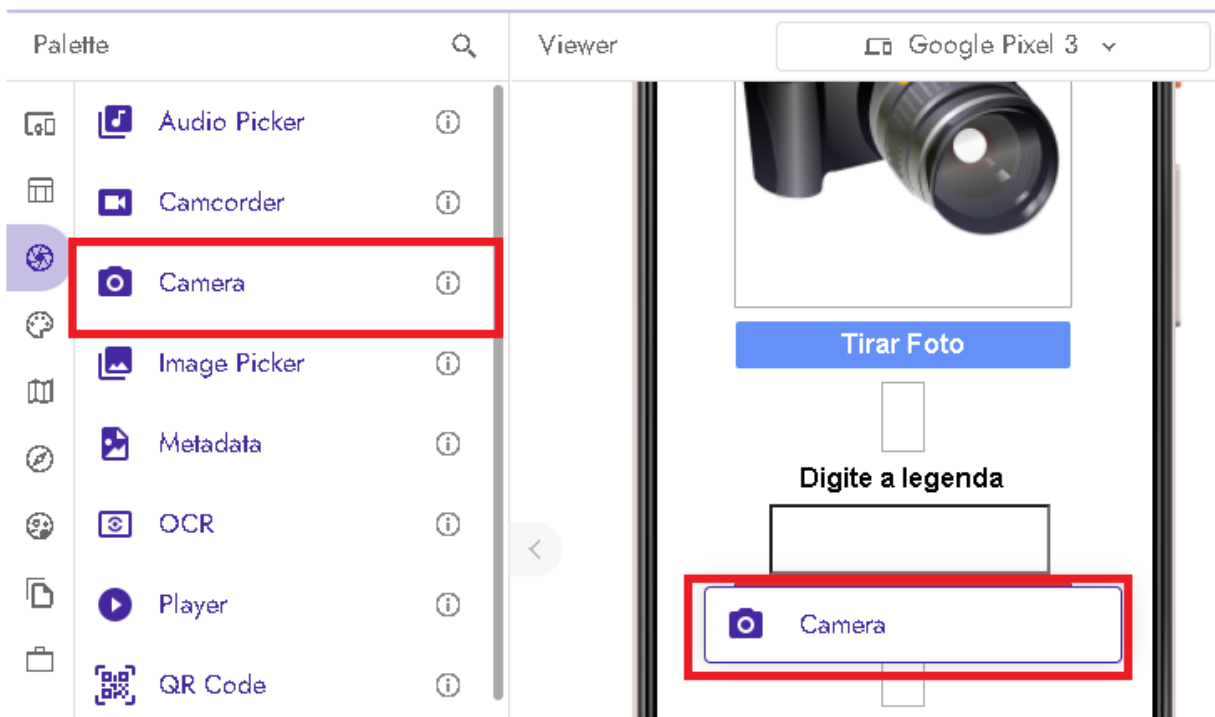 Palette
Viewer
Google Pixel 3
Audio Picker
Camcorder
Camera
Image Picker
Metadata
OCR
Player
QR Code
Tirar Foto
Digite a legenda
Camera